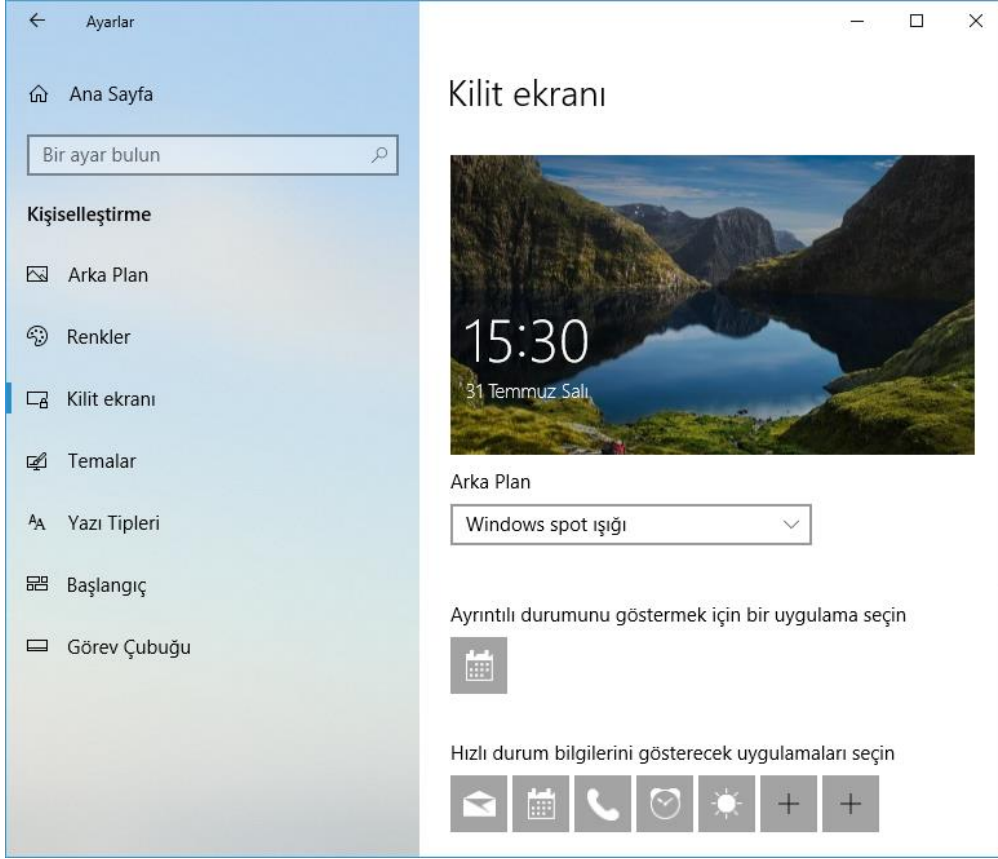 Ayarlar
Ana Sayfa
Bir ayar bulun
Kişiselleştirme
Arka Plan
Renkler
Kilit ekranı
Temalar
Yazı Tipleri
Başlangıç
Görev Çubuğu
Kilit ekranı
15:30
31 Temmuz Salı
Arka Plan
Windows spot ışığı
Ayrıntılı durumunu göstermek için bir uygulama seçin
Hızlı durum bilgilerini gösterecek uygulamaları seçin